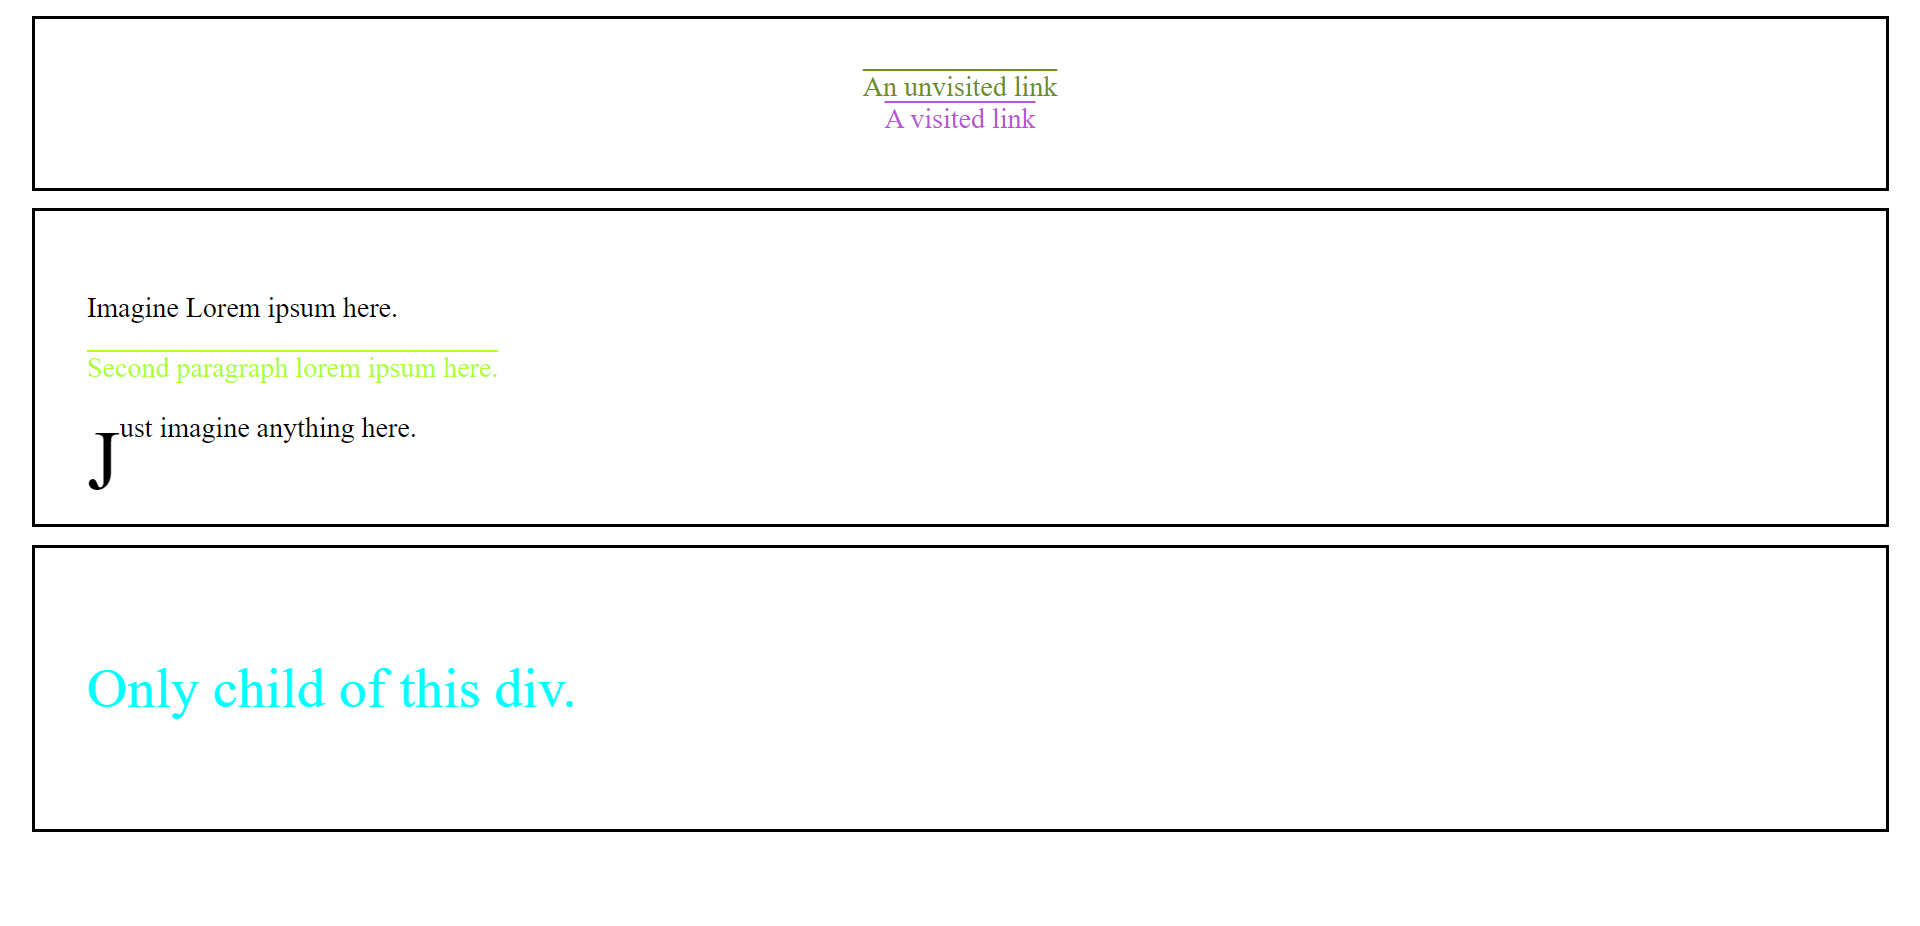 An unvisited link
A visited link
Imagine Lorem ipsum here.
Second paragraph lorem ipsum here.
Just imagine anything here.
Only child of this div.